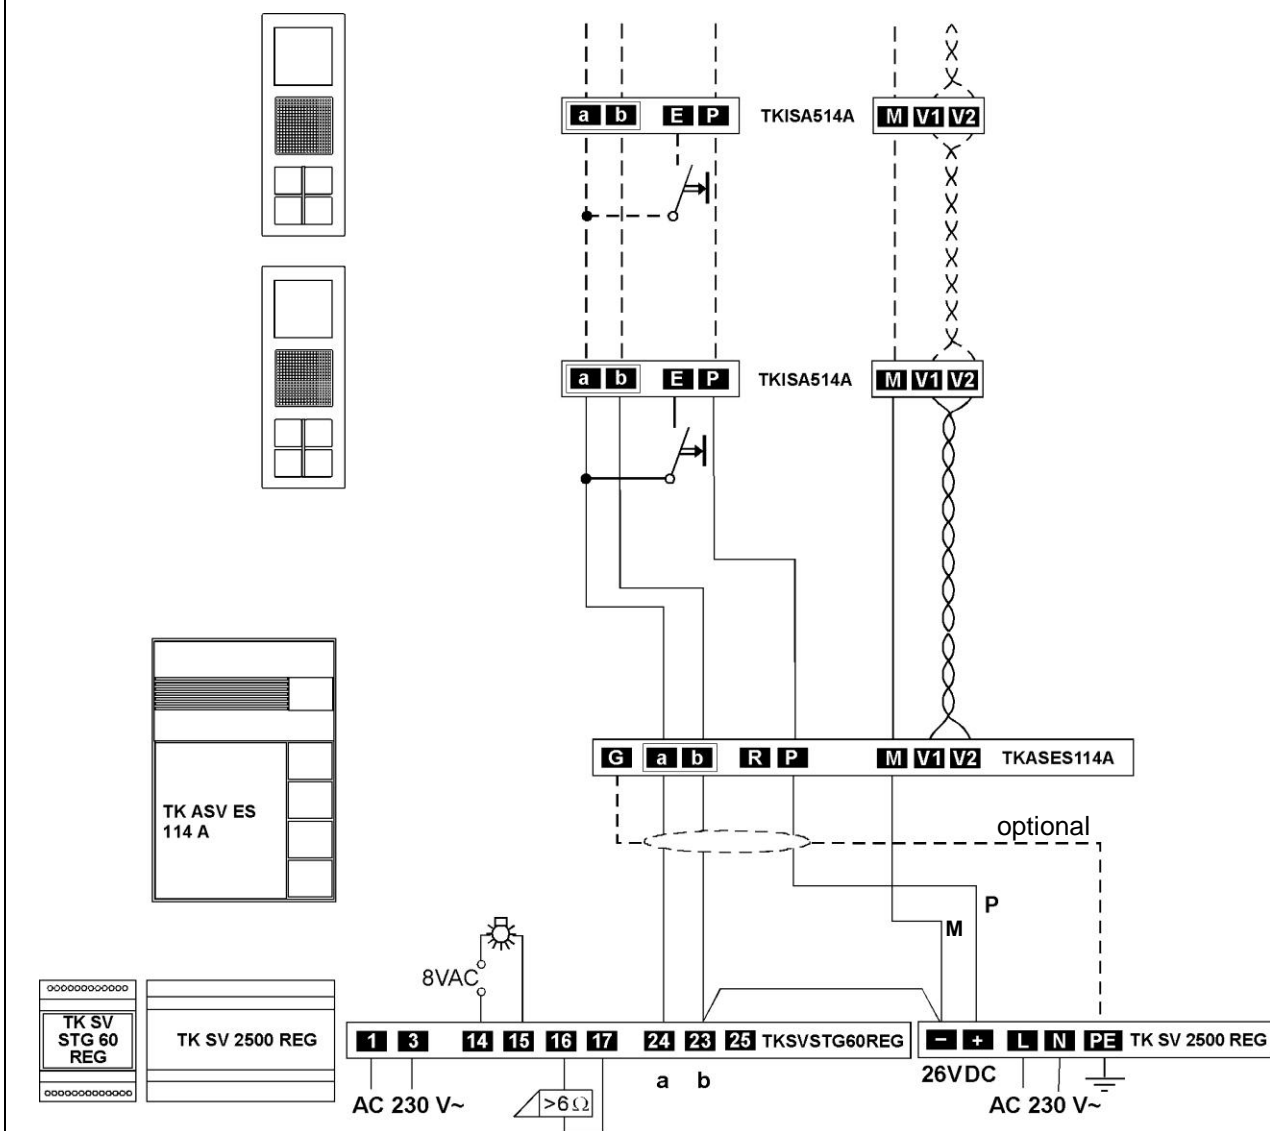 a b E P TKISA514A M V1 V2
a b E P TKISA514A M V1 V2
G a b R P M V1 V2 TKASES114A
TK ASV ES
114 A
optional
P
M
8VAC
TK SV
STG 60
REG
TK SV 2500 REG
1 3 14 15 16 17 24 23 25 TKSVSTG60REG
− + L N PE TK SV 2500 REG
a b
26VDC
AC 230 V~
>6Ω
AC 230 V~